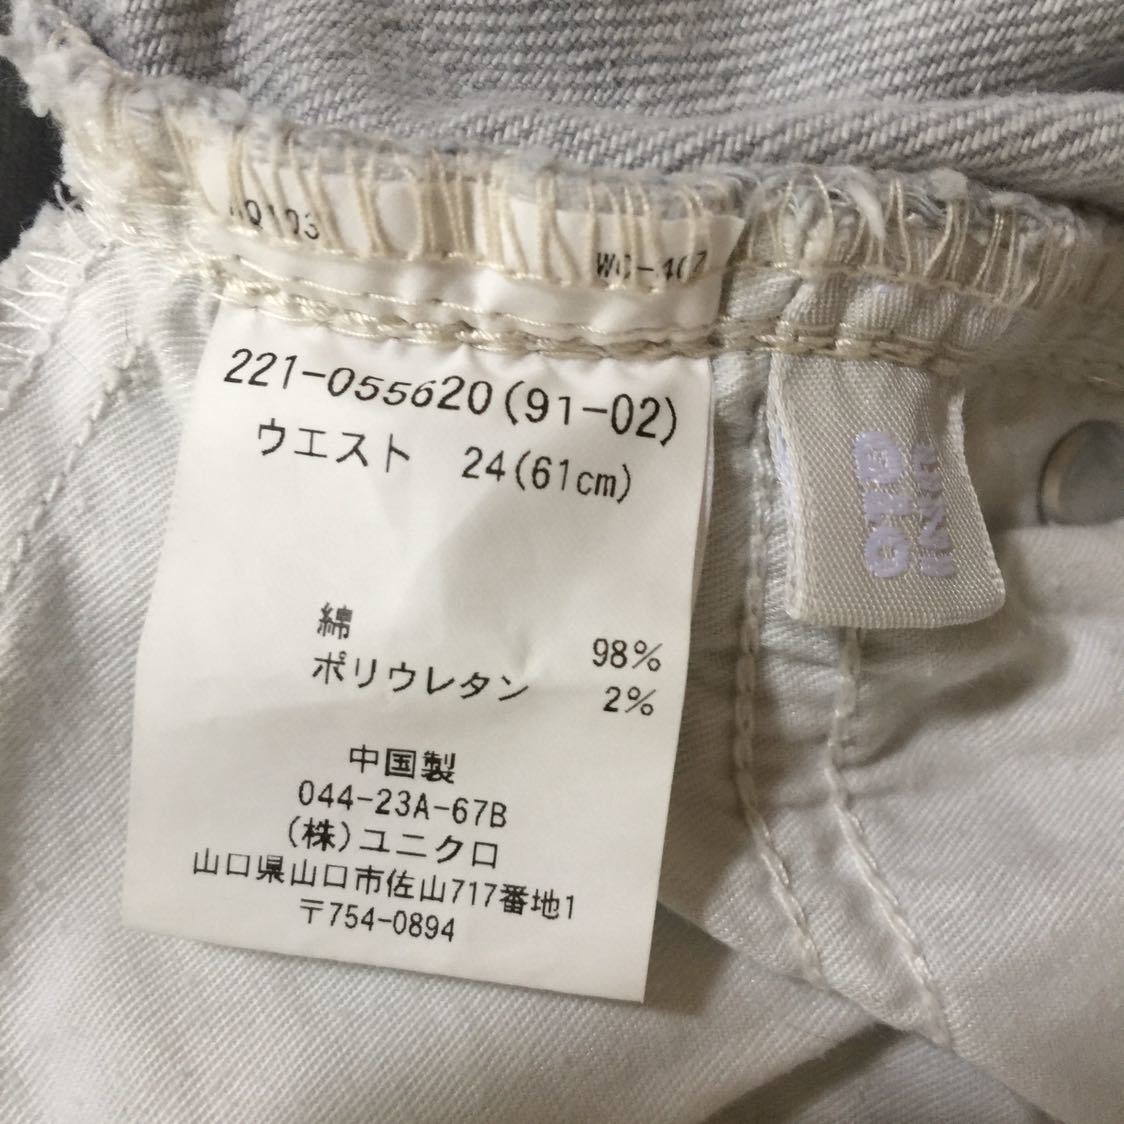 221-055620(91-02)
ウエスト 24(61cm)
綿 98%
ポリウレタン 2%
中国製
044-23A-67B
(株)ユニクロ
山口県山口市佐山717番地1
〒754-0894